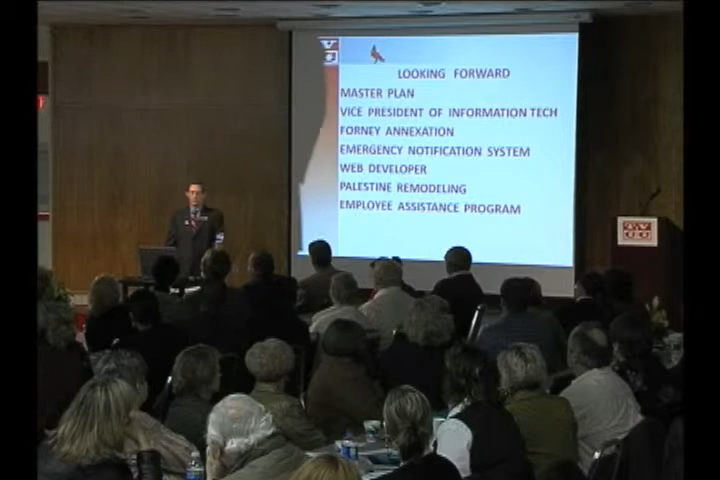 LOOKING FORWARD
MASTER PLAN
VICE PRESIDENT OF INFORMATION TECH
FORNEY ANNEXATION
EMERGENCY NOTIFICATION SYSTEM
WEB DEVELOPER
PALESTINE REMODELING
EMPLOYEE ASSISTANCE PROGRAM